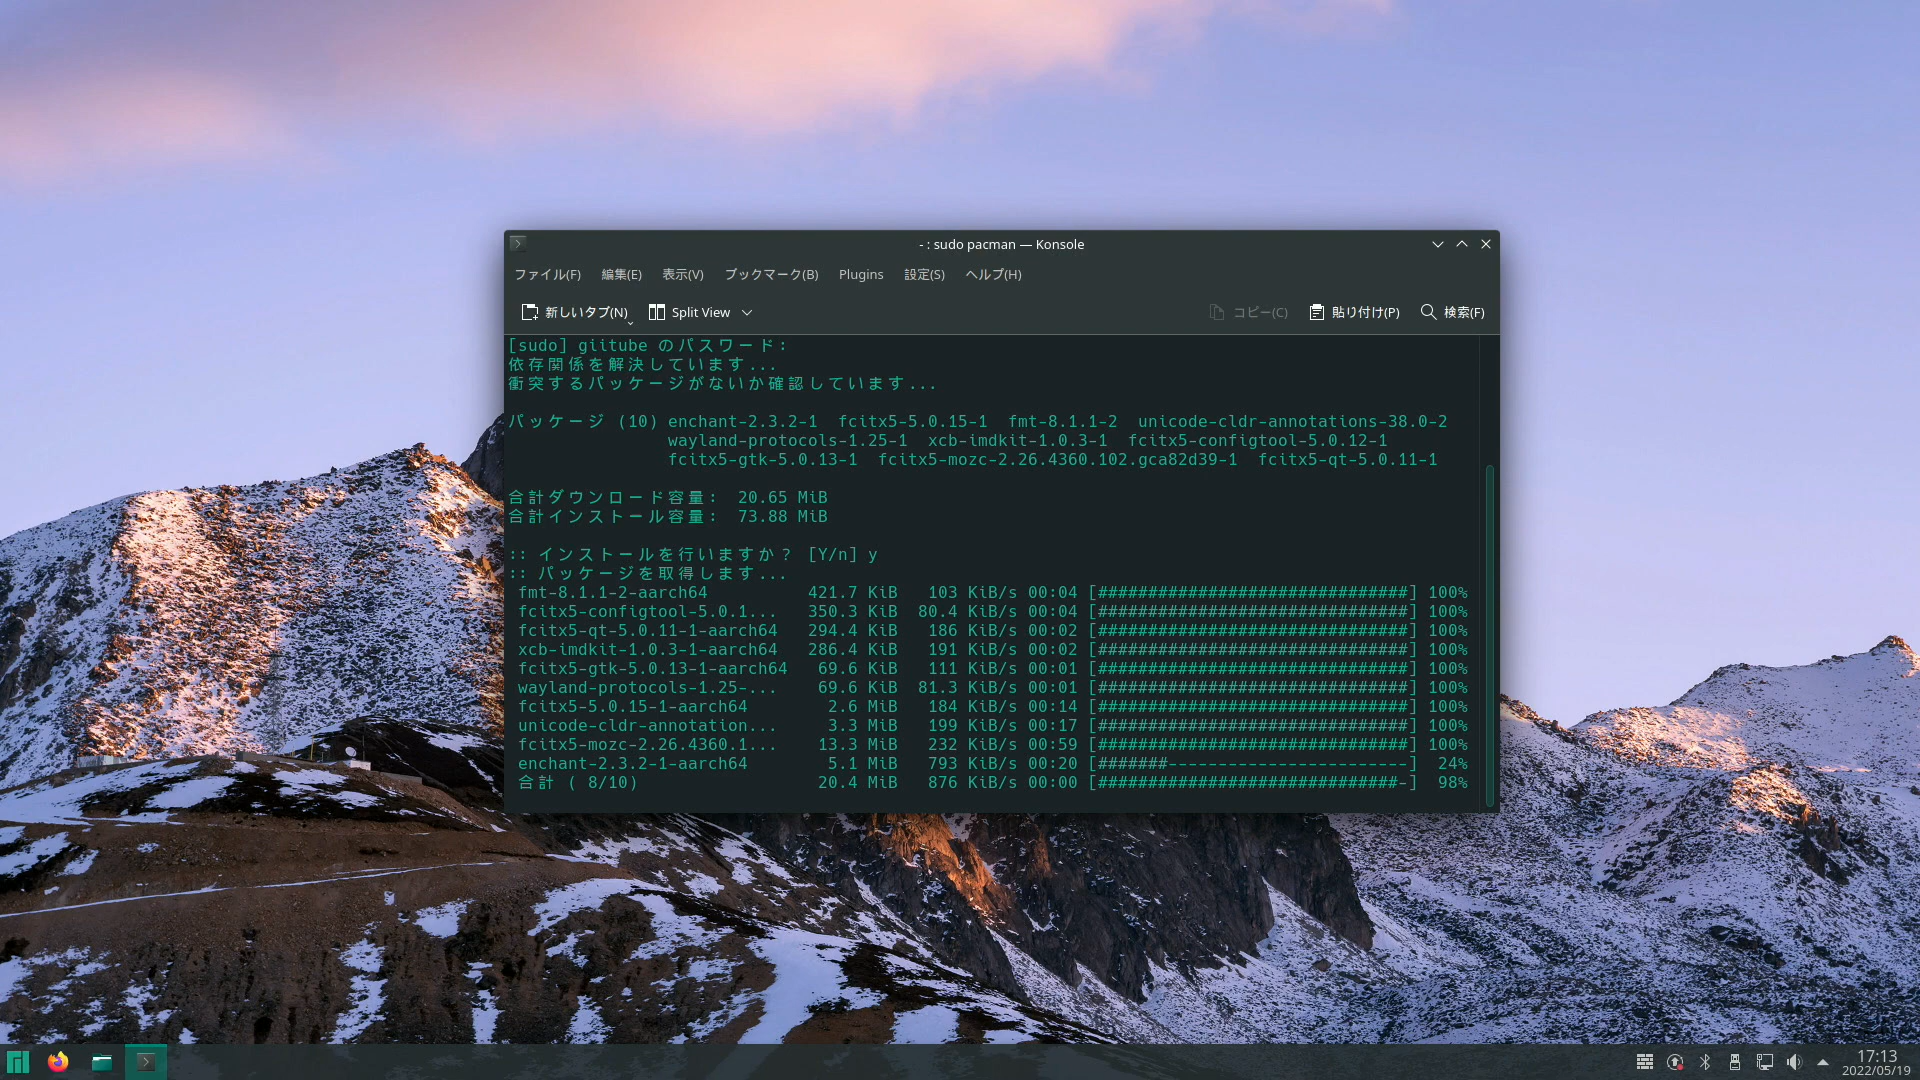 - : sudo pacman — Konsole
ファイル(F) 編集(E) 表示(V) ブックマーク(B) Plugins 設定(S) ヘルプ(H)
新しいタブ(N) Split View コピー(C) 貼り付け(P) 検索(F)
[sudo] giitube のパスワード:
依存関係を解決しています...
衝突するパッケージがないか確認しています...
パッケージ (10) enchant-2.3.2-1 fcitx5-5.0.15-1 fmt-8.1.1-2 unicode-cldr-annotations-38.0-2
wayland-protocols-1.25-1 xcb-imdkit-1.0.3-1 fcitx5-configtool-5.0.12-1
fcitx5-gtk-5.0.13-1 fcitx5-mozc-2.26.4360.102.gca82d39-1 fcitx5-qt-5.0.11-1
合計ダウンロード容量: 20.65 MiB
合計インストール容量: 73.88 MiB
:: インストールを行いますか? [Y/n] y
:: パッケージを取得します...
fmt-8.1.1-2-aarch64 421.7 KiB 103 KiB/s 00:04 [###############################] 100%
fcitx5-configtool-5.0.1... 350.3 KiB 80.4 KiB/s 00:04 [###############################] 100%
fcitx5-qt-5.0.11-1-aarch64 294.4 KiB 186 KiB/s 00:02 [###############################] 100%
xcb-imdkit-1.0.3-1-aarch64 286.4 KiB 191 KiB/s 00:02 [###############################] 100%
fcitx5-gtk-5.0.13-1-aarch64 69.6 KiB 111 KiB/s 00:01 [###############################] 100%
wayland-protocols-1.25-... 69.6 KiB 81.3 KiB/s 00:01 [###############################] 100%
fcitx5-5.0.15-1-aarch64 2.6 MiB 184 KiB/s 00:14 [###############################] 100%
unicode-cldr-annotation... 3.3 MiB 199 KiB/s 00:17 [###############################] 100%
fcitx5-mozc-2.26.4360.1... 13.3 MiB 232 KiB/s 00:59 [###############################] 100%
enchant-2.3.2-1-aarch64 5.1 MiB 793 KiB/s 00:20 [#######------------------------] 24%
合計 ( 8/10) 20.4 MiB 876 KiB/s 00:00 [##############################-] 98%
17:13
2022/05/19